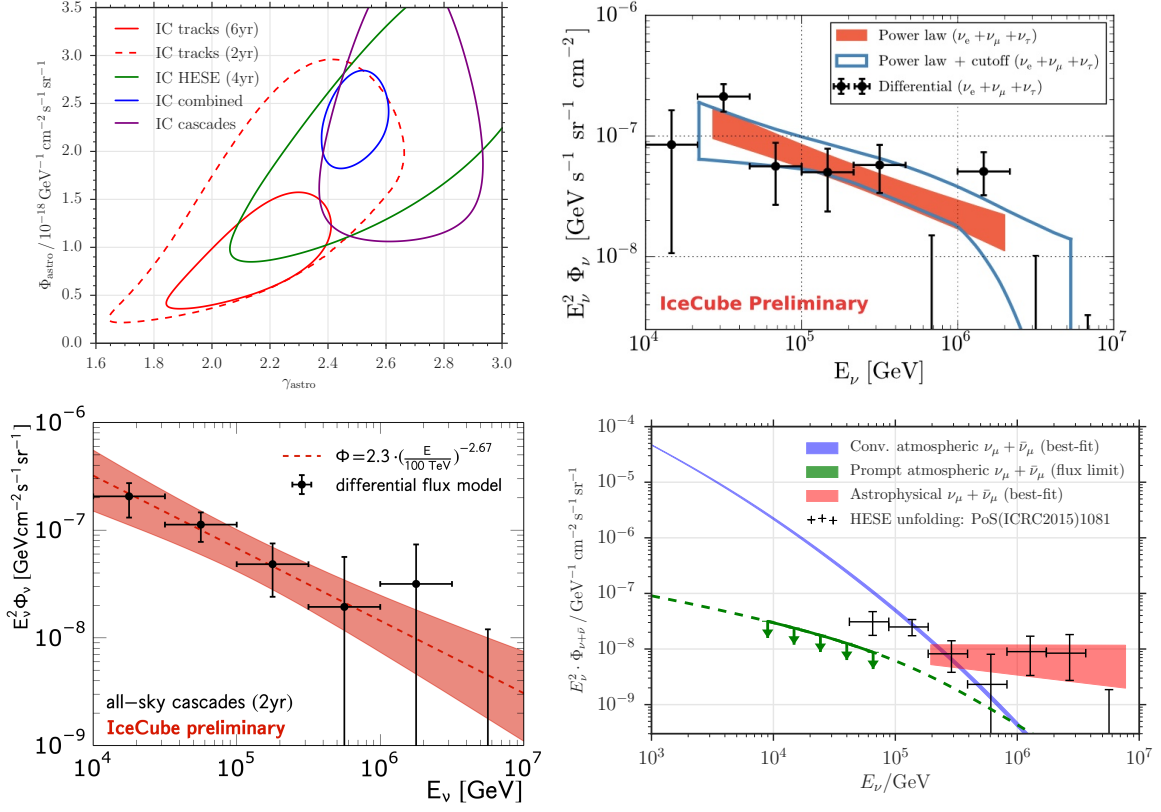 IC tracks (6yr)
IC tracks (2yr)
IC HESE (4yr)
IC combined
IC cascades
3.5
3.0
2.5
2.0
1.5
1.0
0.5
0.0
Φastro / 10−18 GeV−1 cm−2 s−1 sr−1
1.6 1.8 2.0 2.2 2.4 2.6 2.8 3.0
γastro
Power law (νe + νμ + ντ)
Power law + cutoff (νe + νμ + ντ)
Differential (νe + νμ + ντ)
10−6
10−7
10−8
Eν2 Φν [GeV s−1 sr−1 cm−2]
IceCube Preliminary
104 105 106 107
Eν [GeV]
Φ=2.3·(E/100 TeV)−2.67
differential flux model
10−6
10−7
10−8
10−9
Eν2Φν [GeVcm−2s−1sr−1]
all−sky cascades (2yr)
IceCube preliminary
104 105 106 107
Eν [GeV]
Conv. atmospheric νμ + ν̄μ (best-fit)
Prompt atmospheric νμ + ν̄μ (flux limit)
Astrophysical νμ + ν̄μ (best-fit)
HESE unfolding: PoS(ICRC2015)1081
10−4
10−5
10−6
10−7
10−8
10−9
Eν2 · Φν+ν̄ / GeV−1 cm−2 s−1 sr−1
103 104 105 106 107
Eν/GeV